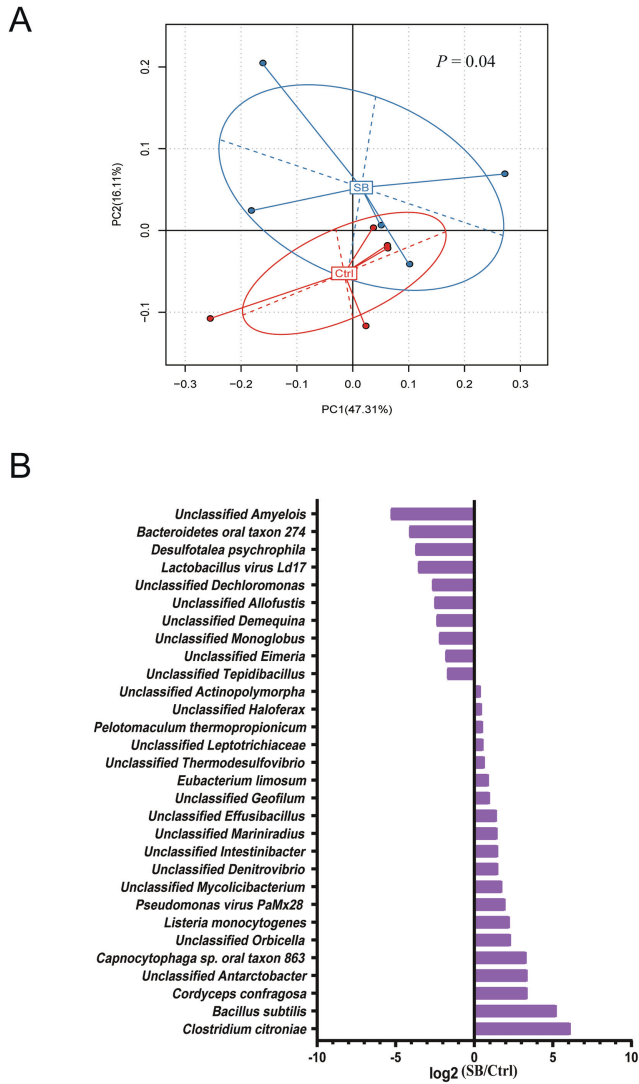 A
P = 0.04
0.2
0.1
0.0
−0.1
PC2(16.11%)
SB
Ctrl
−0.3 −0.2 −0.1 0.0 0.1 0.2 0.3
PC1(47.31%)
B
Unclassified Amyelois
Bacteroidetes oral taxon 274
Desulfotalea psychrophila
Lactobacillus virus Ld17
Unclassified Dechloromonas
Unclassified Allofustis
Unclassified Demequina
Unclassified Monoglobus
Unclassified Eimeria
Unclassified Tepidibacillus
Unclassified Actinopolymorpha
Unclassified Haloferax
Pelotomaculum thermopropionicum
Unclassified Leptotrichiaceae
Unclassified Thermodesulfovibrio
Eubacterium limosum
Unclassified Geofilum
Unclassified Effusibacillus
Unclassified Mariniradius
Unclassified Intestinibacter
Unclassified Denitrovibrio
Unclassified Mycolicibacterium
Pseudomonas virus PaMx28
Listeria monocytogenes
Unclassified Orbicella
Capnocytophaga sp. oral taxon 863
Unclassified Antarctobacter
Cordyceps confragosa
Bacillus subtilis
Clostridium citroniae
-10 -5 0 5 10
log2 (SB/Ctrl)